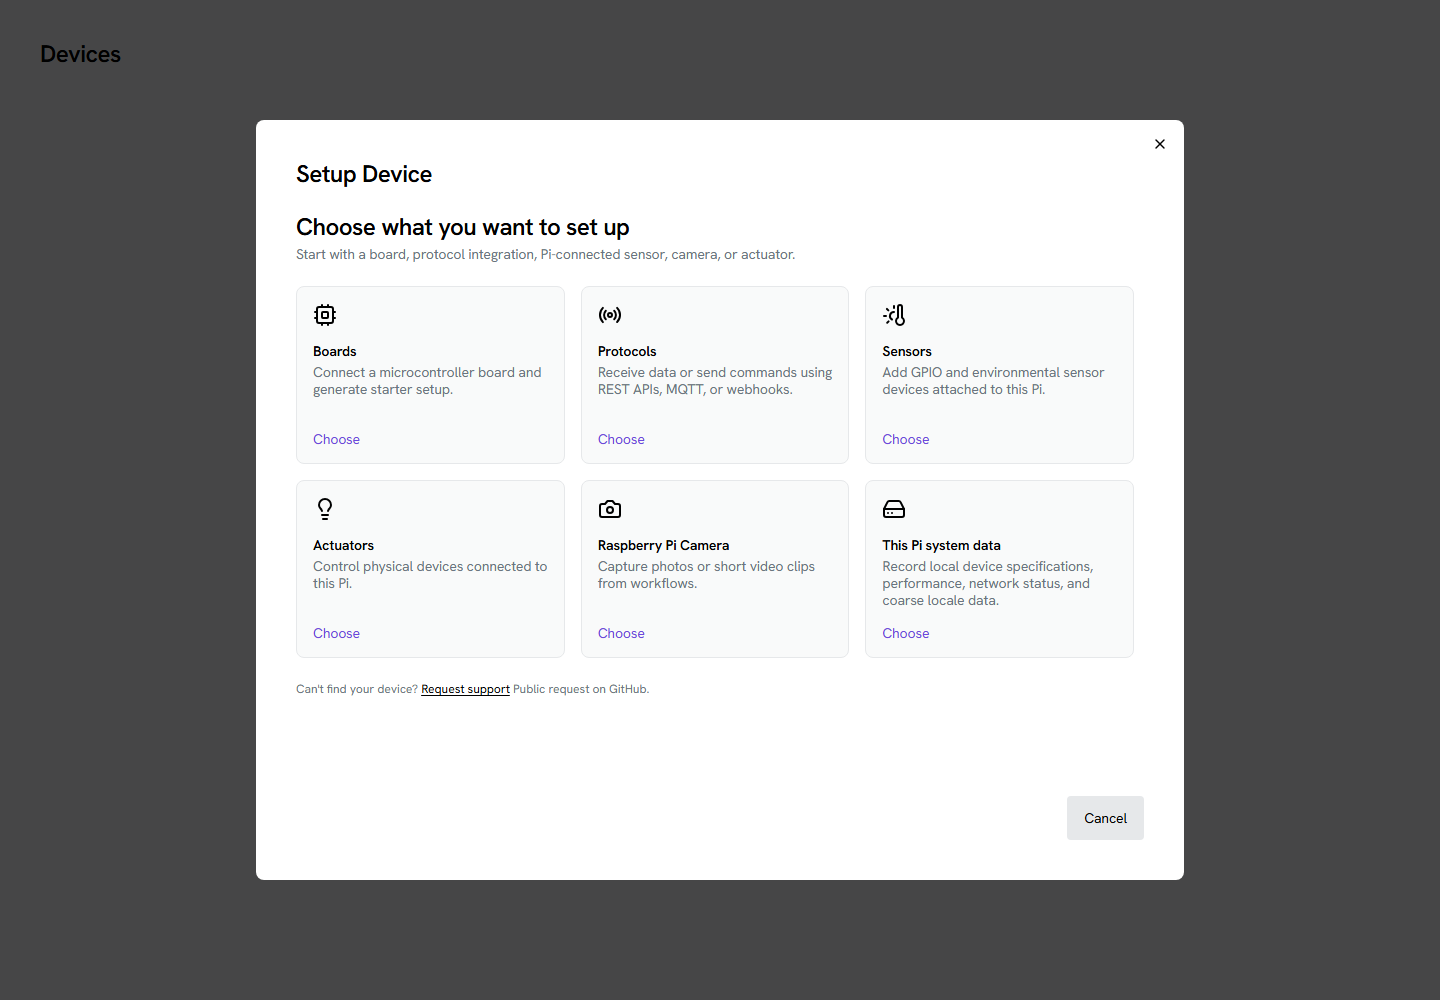 Devices
Setup Device
Choose what you want to set up
Start with a board, protocol integration, Pi-connected sensor, camera, or actuator.
Boards
Connect a microcontroller board and
generate starter setup.
Choose
Protocols
Receive data or send commands using
REST APIs, MQTT, or webhooks.
Choose
Sensors
Add GPIO and environmental sensor
devices attached to this Pi.
Choose
Actuators
Control physical devices connected to
this Pi.
Choose
Raspberry Pi Camera
Capture photos or short video clips
from workflows.
Choose
This Pi system data
Record local device specifications,
performance, network status, and
coarse locale data.
Choose
Can't find your device? Request support Public request on GitHub.
Cancel